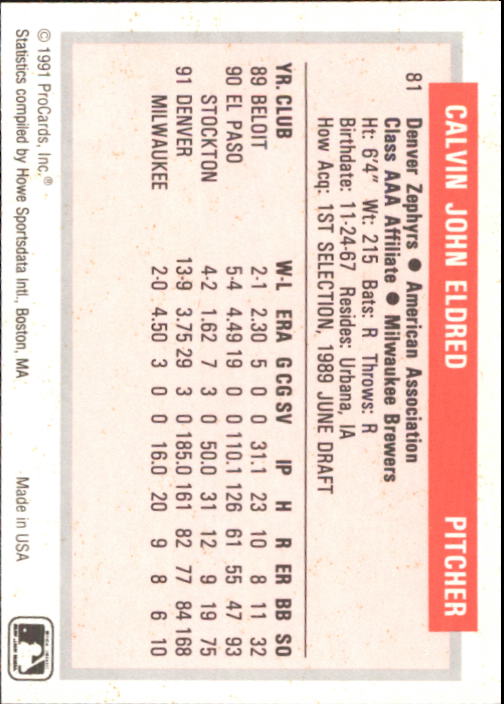 CALVIN JOHN ELDRED PITCHER
81 Denver Zephyrs ● American Association
Class AAA Affiliate ● Milwaukee Brewers
Ht: 6'4" Wt: 215 Bats: R Throws: R
Birthdate: 11-24-67 Resides: Urbana, IA
How Acq: 1ST SELECTION, 1989 JUNE DRAFT
YR. CLUB W-L ERA G CG SV IP H R ER BB SO
89 BELOIT 2-1 2.30 5 0 0 31.1 23 10 8 11 32
90 EL PASO 5-4 4.49 19 0 0 110.1 126 61 55 47 93
STOCKTON 4-2 1.62 7 3 0 50.0 31 12 9 19 75
91 DENVER 13-9 3.75 29 3 0 185.0 161 82 77 84 168
MILWAUKEE 2-0 4.50 3 0 0 16.0 20 9 8 6 10
© 1991 ProCards, Inc.® Made in USA
Statistics compiled by Howe Sportsdata Intl., Boston, MA